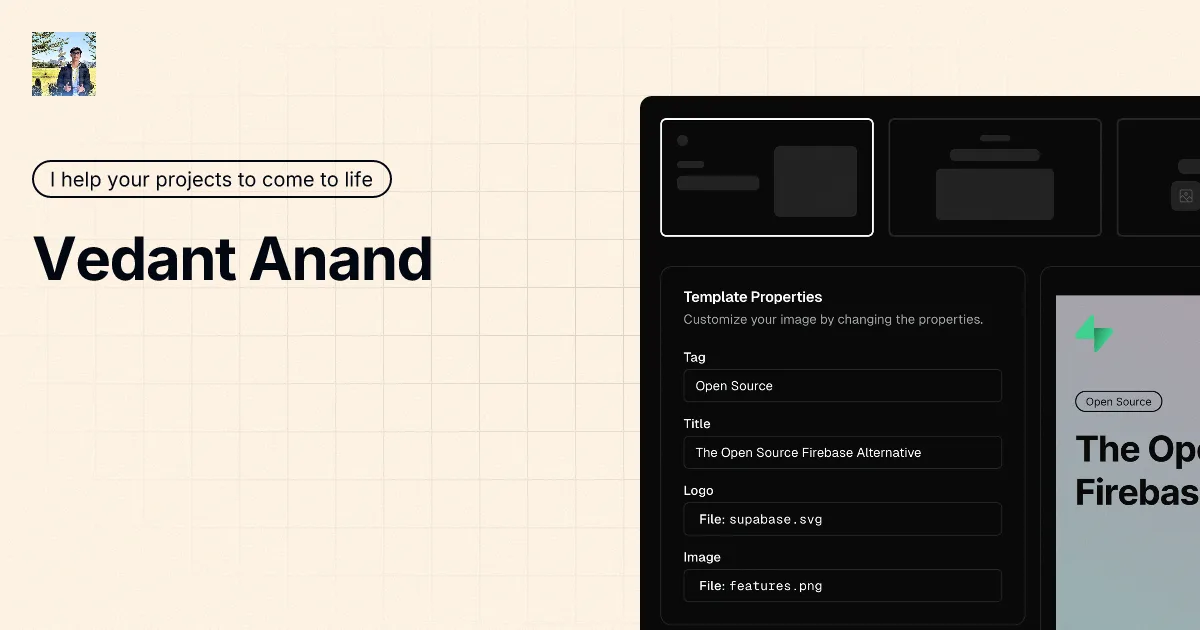 I help your projects to come to life
Vedant Anand
Template Properties
Customize your image by changing the properties.
Tag
Open Source
Title
The Open Source Firebase Alternative
Logo
File: supabase.svg
Image
File: features.png
Open Source
The Op
Firebas